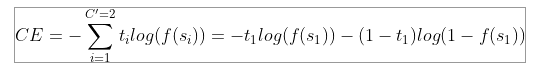 CE = -\sum_{i=1}^{C'=2} t_i log(f(s_i)) = -t_1 log(f(s_1)) - (1 - t_1) log(1 - f(s_1))